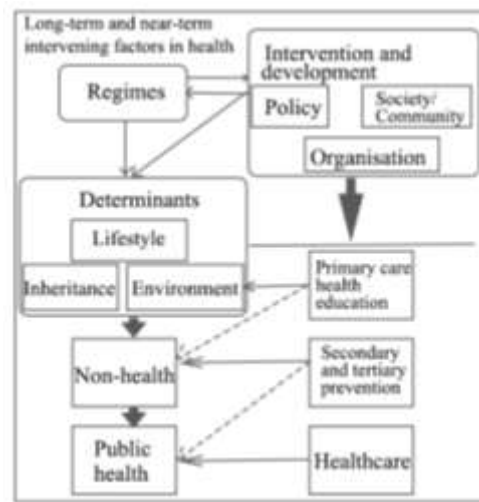 Long-term and near-term
intervening factors in health
Regimes
Intervention and
development
Policy
Society/
Community
Organisation
Determinants
Lifestyle
Inheritance
Environment
Primary care
health
education
Non-health
Secondary
and tertiary
prevention
Public
health
Healthcare